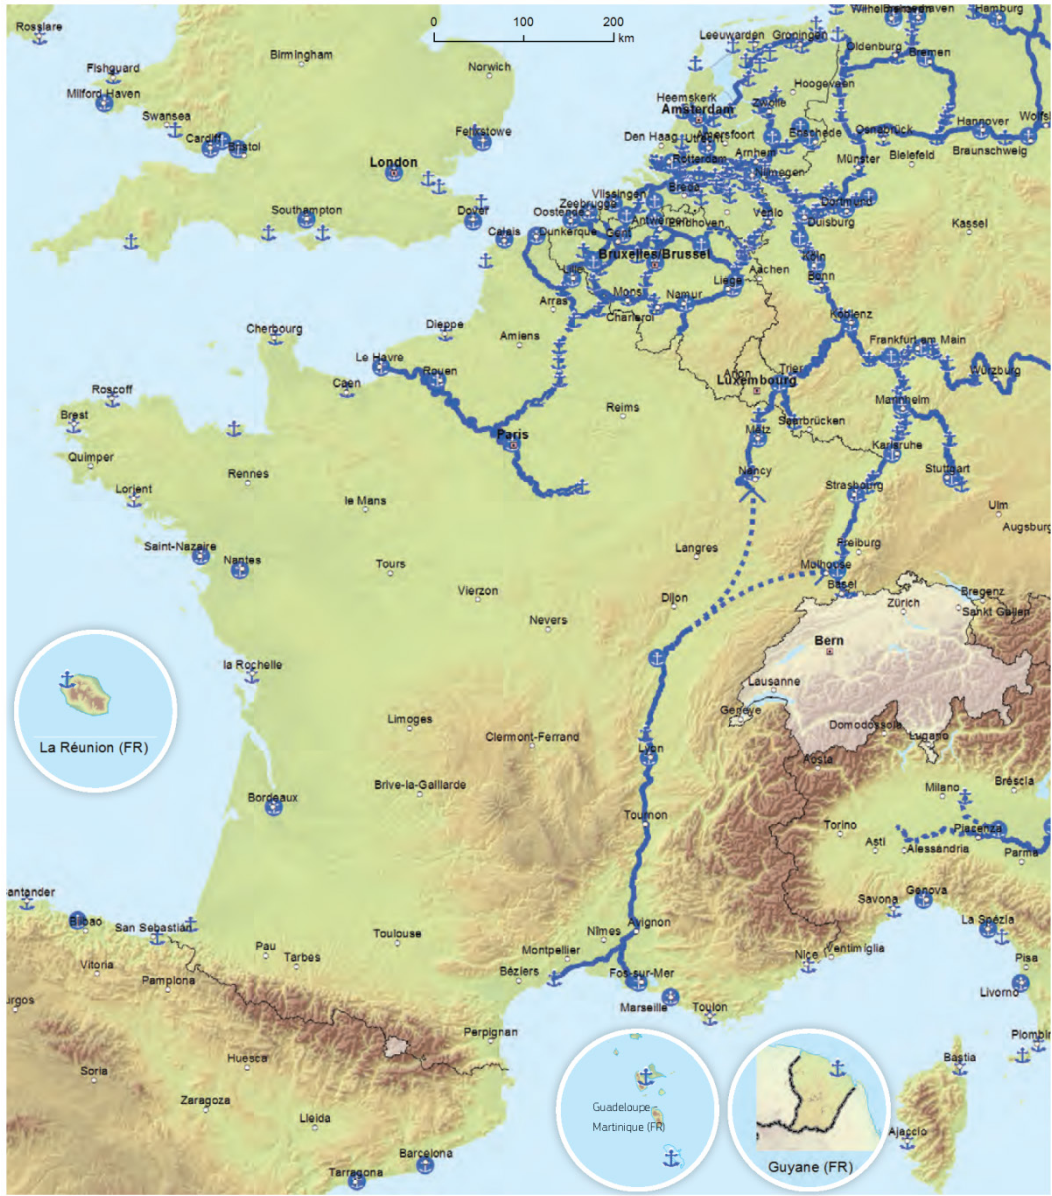 0 100 200
km
Rosslare
Birmingham
Norwich
Fishguard
Milford Haven
Swansea
Cardiff
Bristol
Felixstowe
London
Southampton
Dover
Calais
Leeuwarden
Groningen
Hamburg
Oldenburg
Bremen
Hoogeveen
Heemskerk
Amsterdam
Zwolle
Den Haag
Utrecht
Amersfoort
Enschede
Osnabrück
Hannover
Braunschweig
Arnhem
Münster
Bielefeld
Rotterdam
Nijmegen
Breda
Vlissingen
Zeebrugge
Oostende
Venlo
Dortmund
Duisburg
Kassel
Antwerpen
Eindhoven
Dunkerque
Gent
Bruxelles/Brussel
Köln
Bonn
Aachen
Lille
Liège
Mons
Namur
Charleroi
Arras
Koblenz
Dieppe
Amiens
Cherbourg
Frankfurt am Main
Le Havre
Rouen
Caen
Trier
Arlon
Luxembourg
Würzburg
Roscoff
Brest
Reims
Mannheim
Saarbrücken
Metz
Paris
Karlsruhe
Quimper
Rennes
Nancy
Stuttgart
Lorient
le Mans
Strasbourg
Ulm
Augsburg
Saint-Nazaire
Nantes
Langres
Freiburg
Tours
Mulhouse
Basel
Vierzon
Dijon
Zürich
Bregenz
Sankt Gallen
Nevers
Bern
la Rochelle
Lausanne
Genève
La Réunion (FR)
Limoges
Clermont-Ferrand
Lyon
Domodossola
Lugano
Aosta
Brive-la-Gaillarde
Milano
Brescia
Bordeaux
Tournon
Torino
Asti
Piacenza
Alessandria
Parma
Savona
Genova
La Spezia
antander
Bilbao
San Sebastián
Toulouse
Nîmes
Avignon
Montpellier
Béziers
Fos-sur-Mer
Marseille
Toulon
Nice
Ventimiglia
Pisa
Livorno
Vitoria
Pamplona
Pau
Tarbes
urgos
Perpignan
Huesca
Soria
Zaragoza
Lleida
Barcelona
Tarragona
Guadeloupe
Martinique (FR)
Guyane (FR)
Bastia
Ajaccio
Plombin